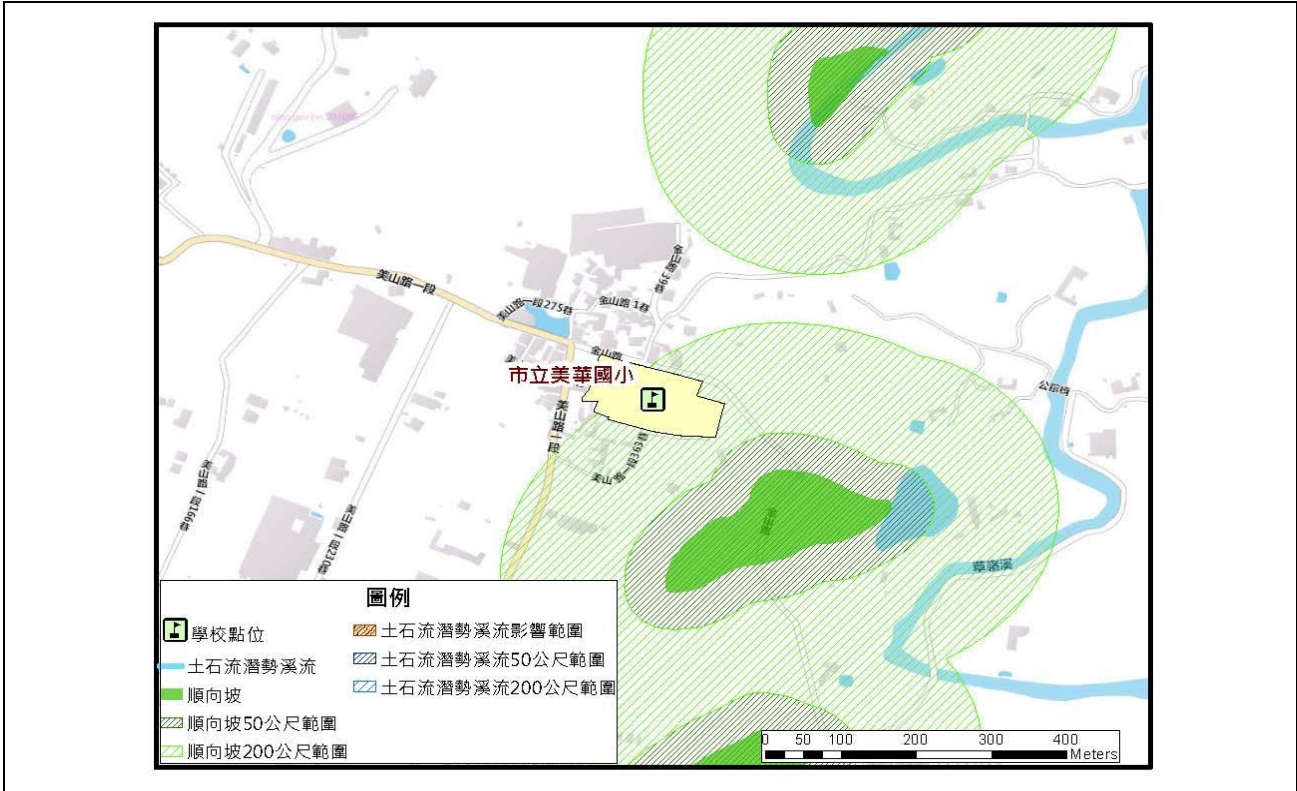 美山路一段
美山路一段275巷
金山路 1巷
金山路 39巷
金山路
市立美華國小
美山路一段
美山路一段363巷
公館街
美山路一段166巷
美山路一段230巷
草湳溪
圖例
學校點位
土石流潛勢溪流
順向坡
順向坡50公尺範圍
順向坡200公尺範圍
土石流潛勢溪流影響範圍
土石流潛勢溪流50公尺範圍
土石流潛勢溪流200公尺範圍
0 50 100 200 300 400
Meters